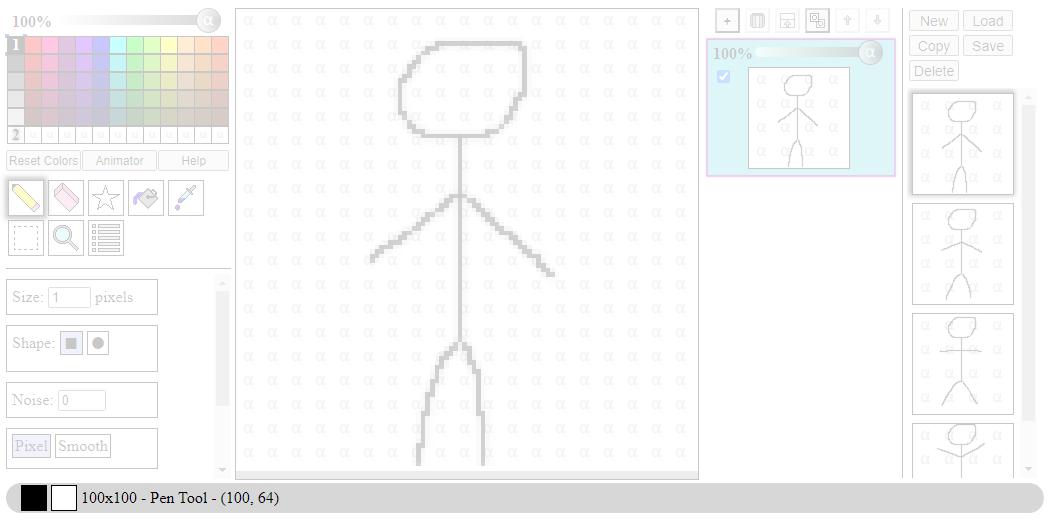 100%
α
1
2
Reset Colors
Animator
Help
Size: 1 pixels
Shape:
Noise: 0
Pixel
Smooth
+
100%
α
New
Load
Copy
Save
Delete
100x100 - Pen Tool - (100, 64)